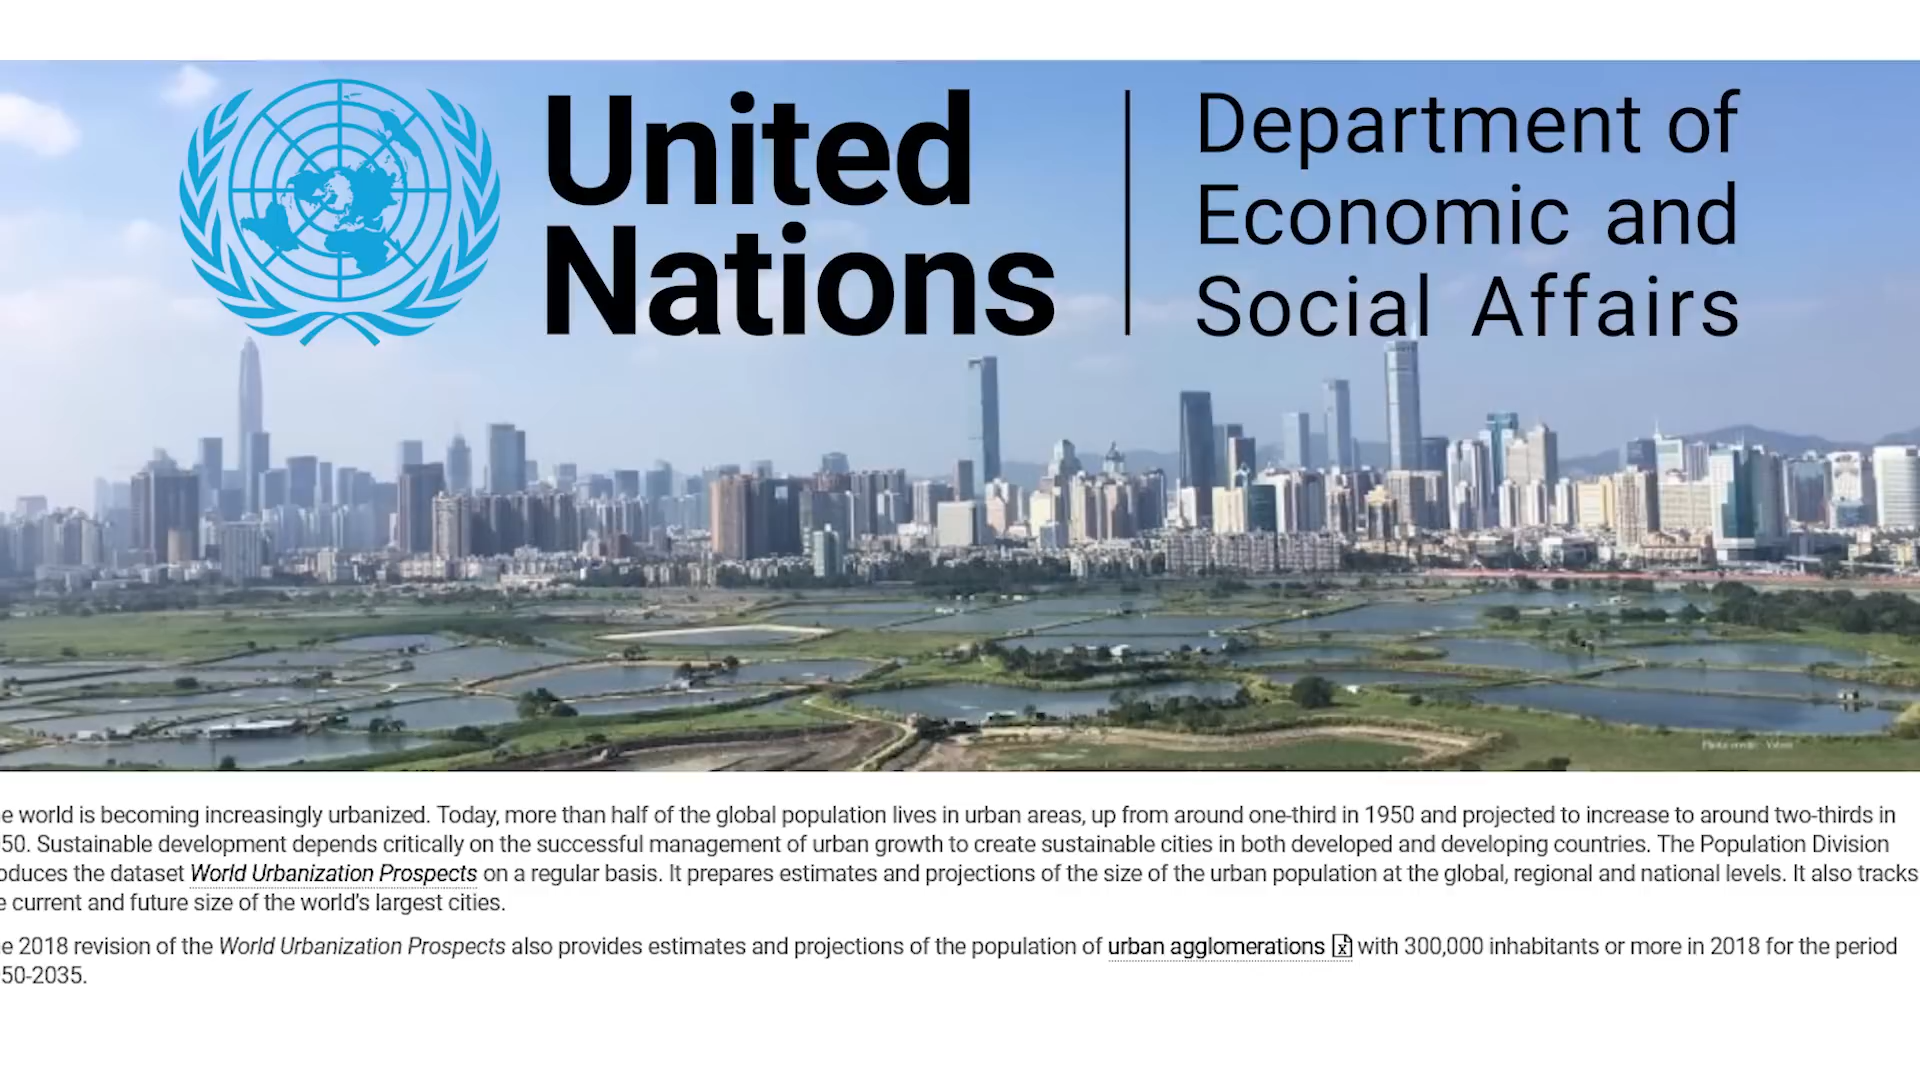 United
Nations
Department of
Economic and
Social Affairs
e world is becoming increasingly urbanized. Today, more than half of the global population lives in urban areas, up from around one-third in 1950 and projected to increase to around two-thirds in
50. Sustainable development depends critically on the successful management of urban growth to create sustainable cities in both developed and developing countries. The Population Division
oduces the dataset World Urbanization Prospects on a regular basis. It prepares estimates and projections of the size of the urban population at the global, regional and national levels. It also tracks
e current and future size of the world's largest cities.
e 2018 revision of the World Urbanization Prospects also provides estimates and projections of the population of urban agglomerations with 300,000 inhabitants or more in 2018 for the period
50-2035.